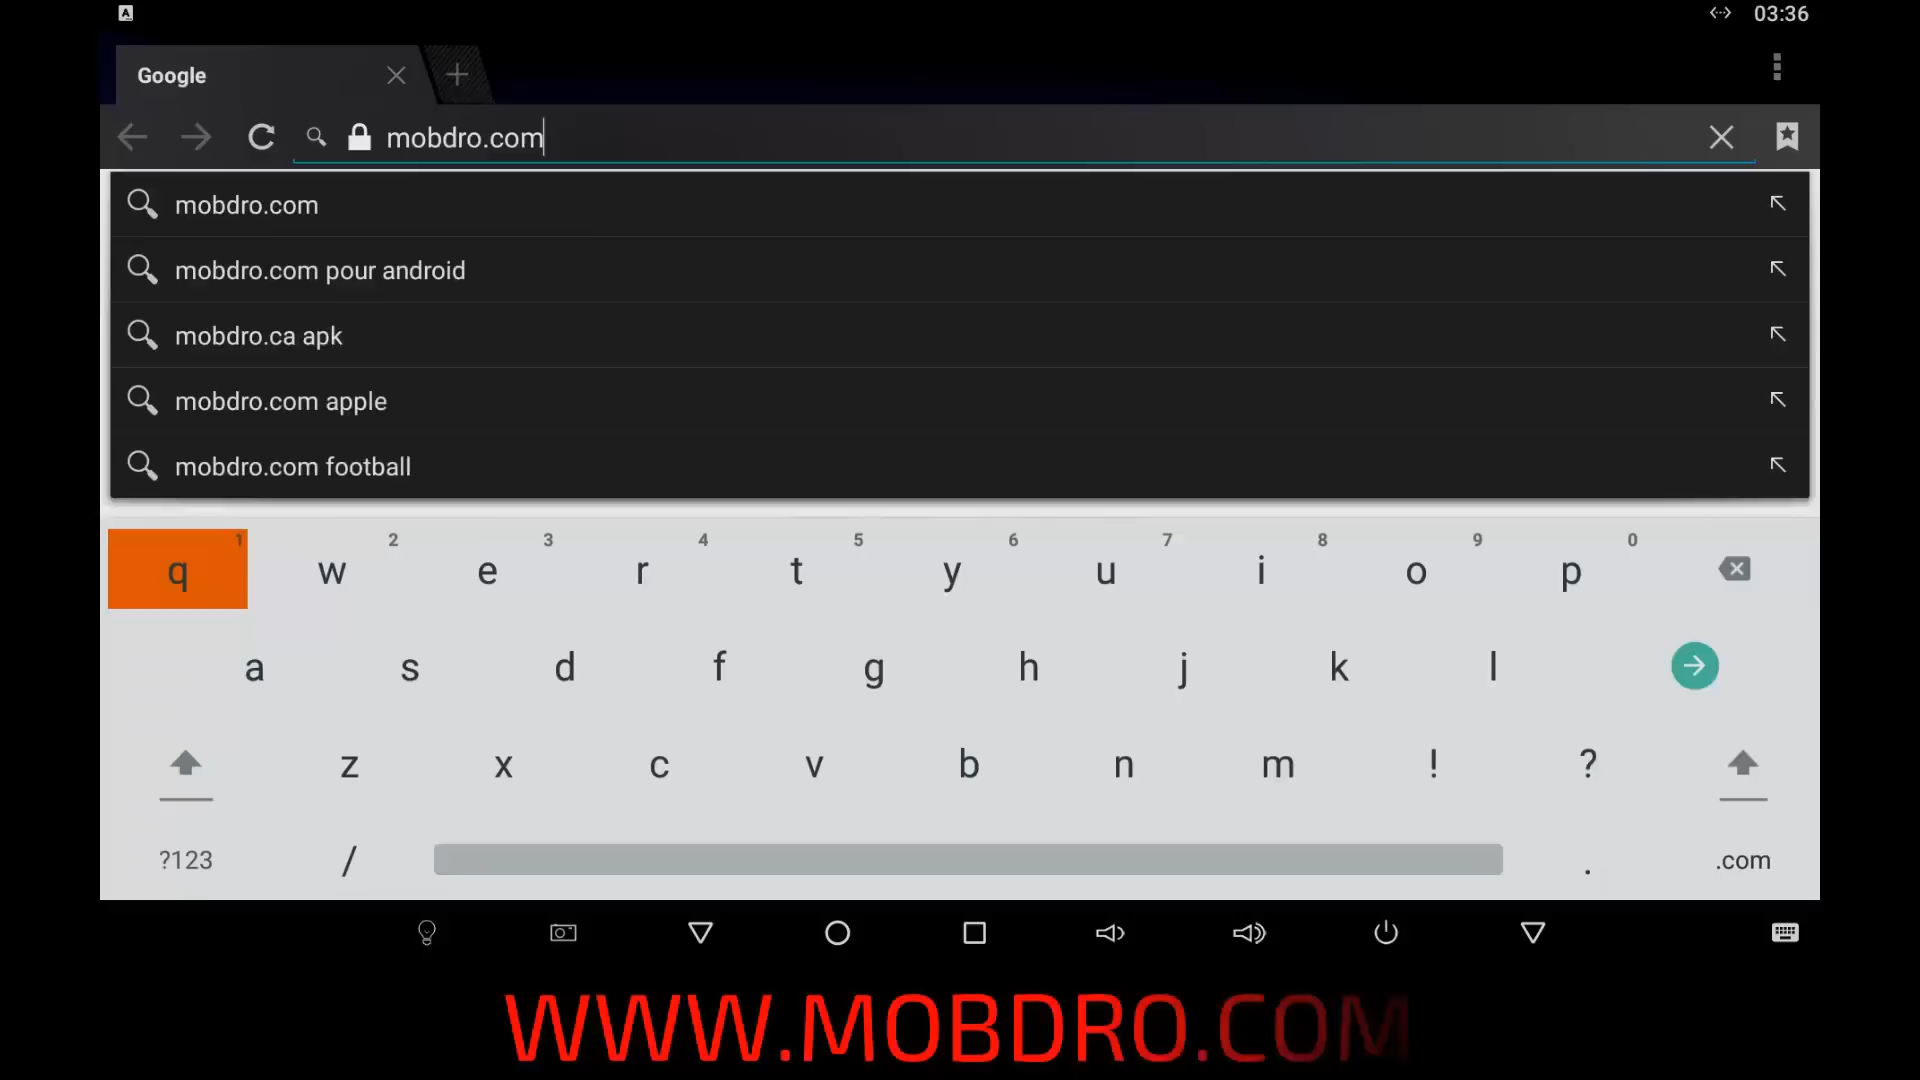 A
03:36
Google
mobdro.com
mobdro.com
mobdro.com pour android
mobdro.ca apk
mobdro.com apple
mobdro.com football
1 2 3 4 5 6 7 8 9 0
q w e r t y u i o p
a s d f g h j k l
z x c v b n m ! ?
?123 / . .com
WWW.MOBDRO.COM